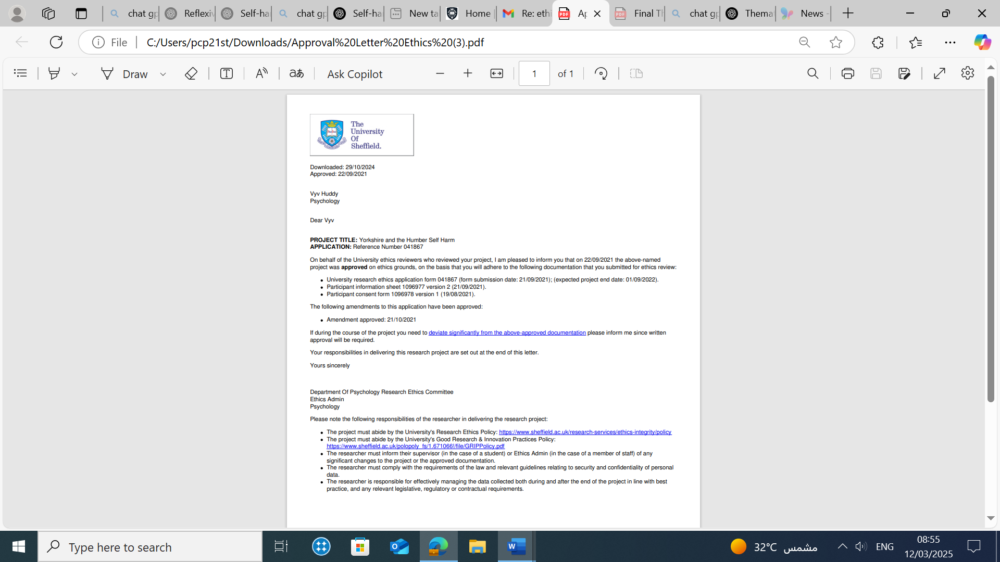 chat gp
Reflexiv
Self-ha
chat gp
Self-ha
New ta
Home
Re: ethi
Ap
Final Th
chat gp
Thema
News -
File
C:/Users/pcp21st/Downloads/Approval%20Letter%20Ethics%20(3).pdf
Draw
Ask Copilot
1
of 1
The
University
Of
Sheffield.
Downloaded: 29/10/2024
Approved: 22/09/2021
Vyv Huddy
Psychology
Dear Vyv
PROJECT TITLE: Yorkshire and the Humber Self Harm
APPLICATION: Reference Number 041867
On behalf of the University ethics reviewers who reviewed your project, I am pleased to inform you that on 22/09/2021 the above-named
project was approved on ethics grounds, on the basis that you will adhere to the following documentation that you submitted for ethics review:
• University research ethics application form 041867 (form submission date: 21/09/2021); (expected project end date: 01/09/2022).
• Participant information sheet 1096977 version 2 (21/09/2021).
• Participant consent form 1096978 version 1 (19/08/2021).
The following amendments to this application have been approved:
• Amendment approved: 21/10/2021
If during the course of the project you need to deviate significantly from the above-approved documentation please inform me since written
approval will be required.
Your responsibilities in delivering this research project are set out at the end of this letter.
Yours sincerely
Department Of Psychology Research Ethics Committee
Ethics Admin
Psychology
Please note the following responsibilities of the researcher in delivering the research project:
• The project must abide by the University's Research Ethics Policy: https://www.sheffield.ac.uk/research-services/ethics-integrity/policy
• The project must abide by the University's Good Research & Innovation Practices Policy:
https://www.sheffield.ac.uk/polopoly_fs/1.671066!/file/GRIPPolicy.pdf
• The researcher must inform their supervisor (in the case of a student) or Ethics Admin (in the case of a member of staff) of any
significant changes to the project or the approved documentation.
• The researcher must comply with the requirements of the law and relevant guidelines relating to security and confidentiality of personal
data.
• The researcher is responsible for effectively managing the data collected both during and after the end of the project in line with best
practice, and any relevant legislative, regulatory or contractual requirements.
Type here to search
32°C مشمس
ENG
08:55
12/03/2025